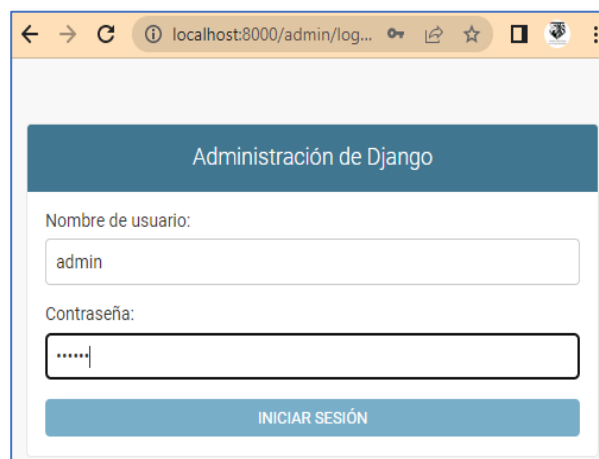 localhost:8000/admin/log...
Administración de Django
Nombre de usuario:
admin
Contraseña:
······
INICIAR SESIÓN